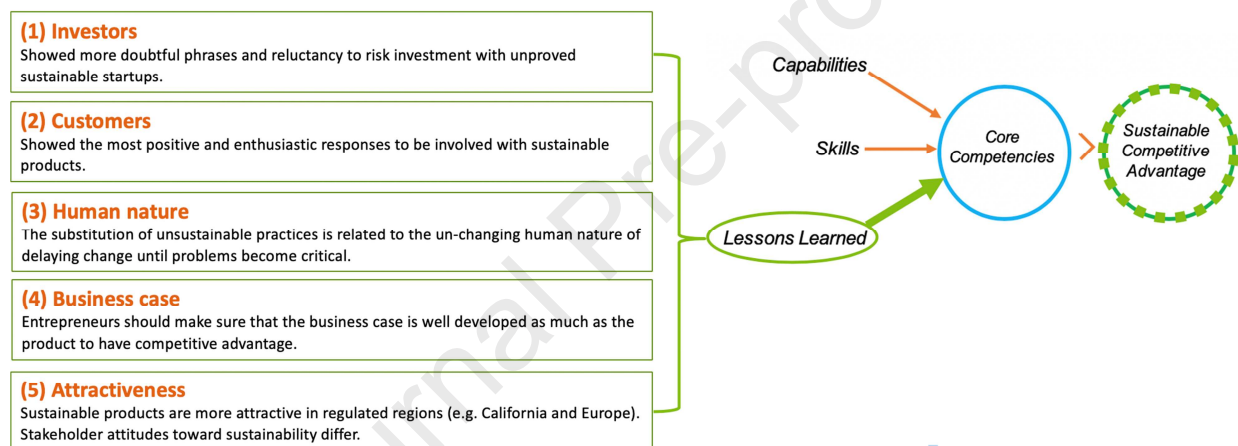 (1) Investors
Showed more doubtful phrases and reluctancy to risk investment with unproved
sustainable startups.
(2) Customers
Showed the most positive and enthusiastic responses to be involved with sustainable
products.
(3) Human nature
The substitution of unsustainable practices is related to the un-changing human nature of
delaying change until problems become critical.
(4) Business case
Entrepreneurs should make sure that the business case is well developed as much as the
product to have competitive advantage.
(5) Attractiveness
Sustainable products are more attractive in regulated regions (e.g. California and Europe).
Stakeholder attitudes toward sustainability differ.
Lessons Learned
Capabilities
Skills
Core
Competencies
Sustainable
Competitive
Advantage
urnal Pre-pro